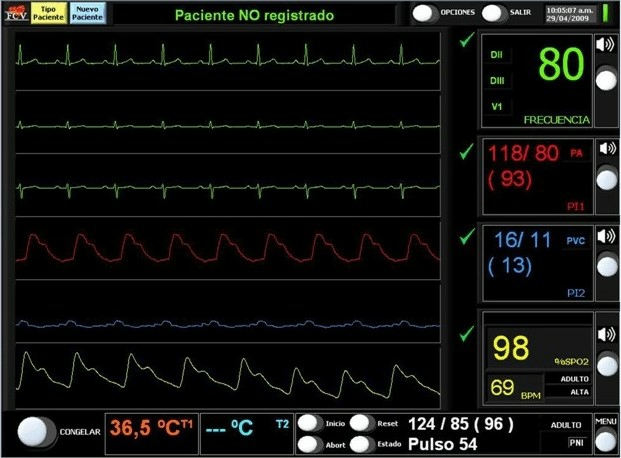 FCV
Tipo
Paciente
Nuevo
Paciente
Paciente NO registrado
OPCIONES
SALIR
10:05:07 a.m.
29/04/2009
DII
DIII
V1
80
FRECUENCIA
118/ 80 PA
( 93)
PI1
16/ 11 PVC
( 13)
PI2
98
%SPO2
69 BPM
ADULTO
ALTA
CONGELAR
36,5 ºC T1
--- ºC T2
Inicio
Reset
Abort
Estado
124 / 85 ( 96 )
Pulso 54
ADULTO
PNI
MENU